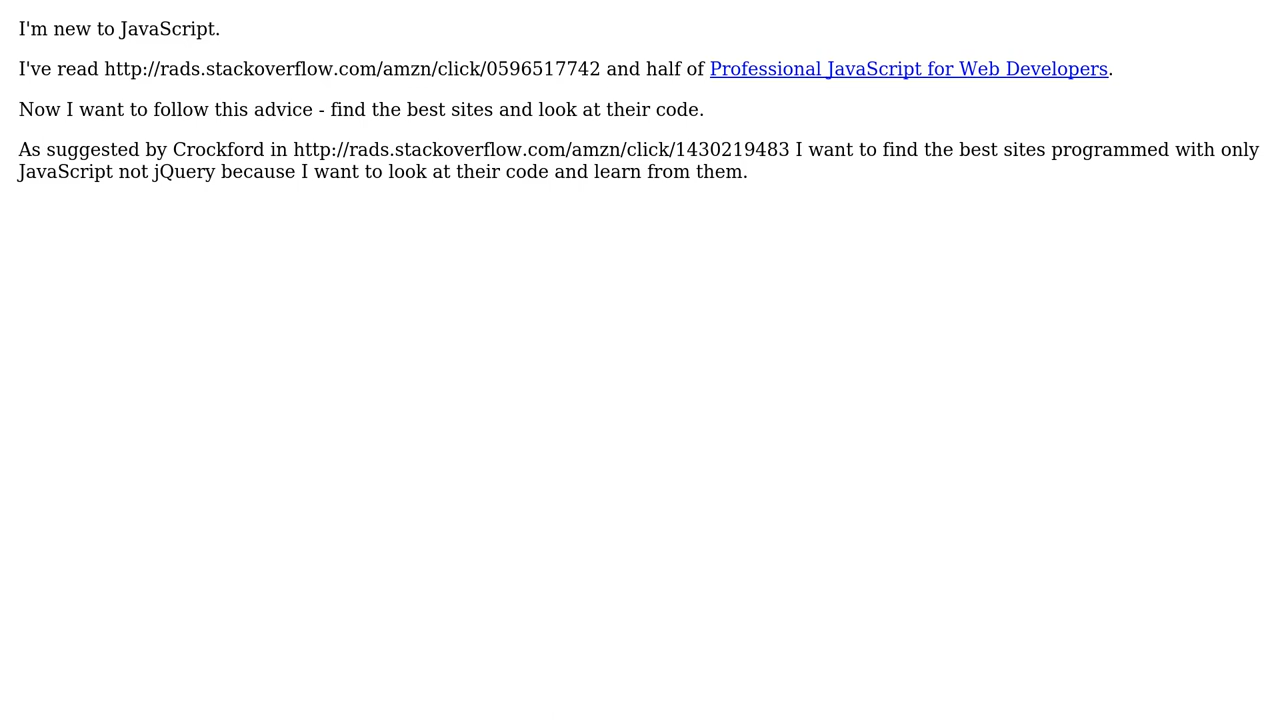 I'm new to JavaScript.
I've read http://rads.stackoverflow.com/amzn/click/0596517742 and half of Professional JavaScript for Web Developers.
Now I want to follow this advice - find the best sites and look at their code.
As suggested by Crockford in http://rads.stackoverflow.com/amzn/click/1430219483 I want to find the best sites programmed with only
JavaScript not jQuery because I want to look at their code and learn from them.